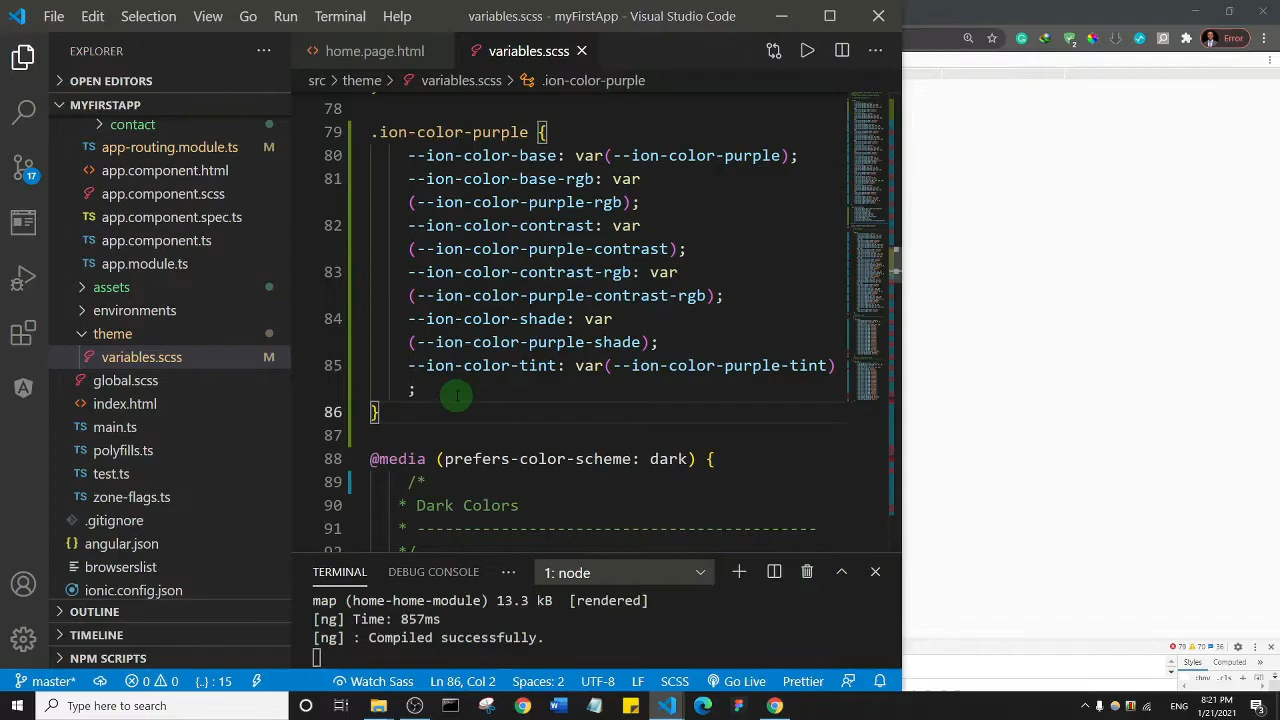 File Edit Selection View Go Run Terminal Help
variables.scss - myFirstApp - Visual Studio Code
EXPLORER
home.page.html
variables.scss
Error
OPEN EDITORS
src > theme > variables.scss > .ion-color-purple
MYFIRSTAPP
contact
app-routing.module.ts M
app.component.html
app.component.scss
app.component.spec.ts
app.component.ts
app.module.ts
assets
environments
theme
variables.scss M
global.scss
index.html
main.ts
polyfills.ts
test.ts
zone-flags.ts
.gitignore
angular.json
browserslist
ionic.config.json
OUTLINE
TIMELINE
NPM SCRIPTS
17
78
79 .ion-color-purple {
80 --ion-color-base: var(--ion-color-purple);
81 --ion-color-base-rgb: var
(--ion-color-purple-rgb);
82 --ion-color-contrast: var
(--ion-color-purple-contrast);
83 --ion-color-contrast-rgb: var
(--ion-color-purple-contrast-rgb);
84 --ion-color-shade: var
(--ion-color-purple-shade);
85 --ion-color-tint: var(--ion-color-purple-tint)
;
86 }
87
88 @media (prefers-color-scheme: dark) {
89 /*
90 * Dark Colors
91 * -------------------------------------------
92 */
TERMINAL DEBUG CONSOLE ... 1: node
map (home-home-module) 13.3 kB [rendered]
[ng] Time: 857ms
[ng] : Compiled successfully.
79 70 36
Styles Computed
:hov .cls
master* 0 0 {..} : 15 Watch Sass Ln 86, Col 2 Spaces: 2 UTF-8 LF SCSS Go Live Prettier
Type here to search
8:21 PM
1/21/2021